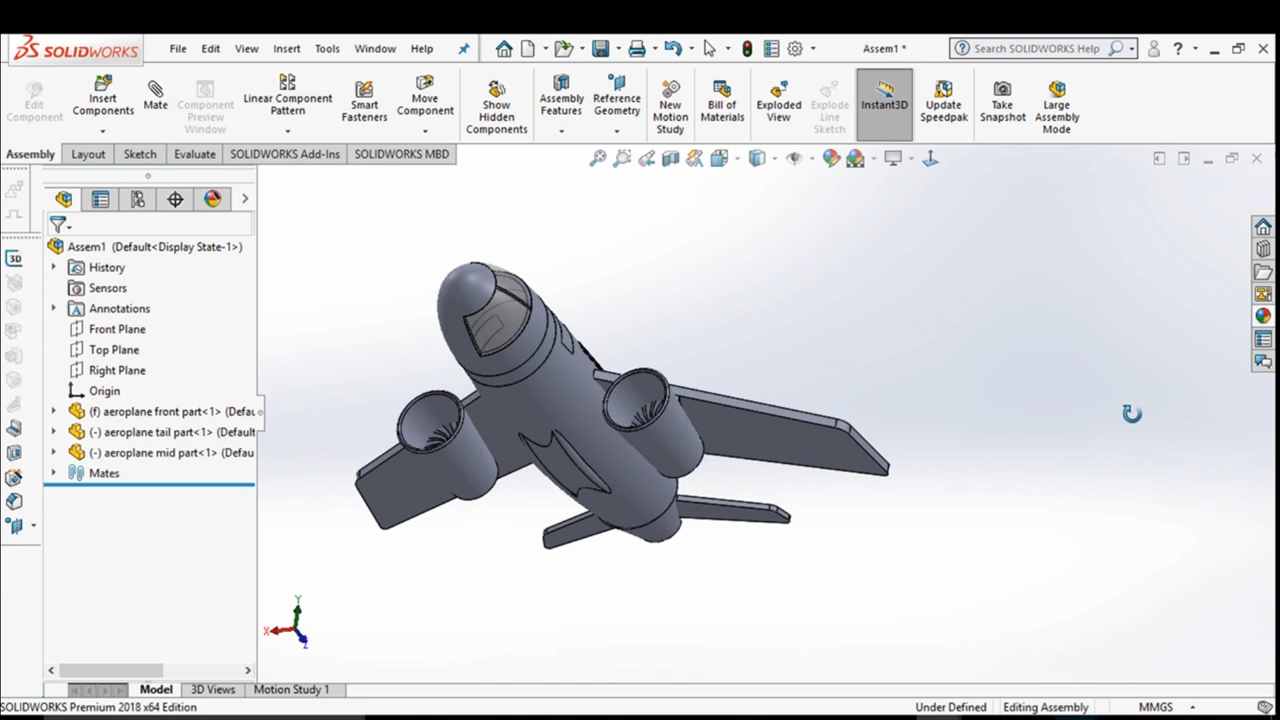 SOLIDWORKS File Edit View Insert Tools Window Help Assem1 * Search SOLIDWORKS Help ?
Edit Component
Insert Components
Mate
Component Preview Window
Linear Component Pattern
Smart Fasteners
Move Component
Show Hidden Components
Assembly Features
Reference Geometry
New Motion Study
Bill of Materials
Exploded View
Explode Line Sketch
Instant3D
Update Speedpak
Take Snapshot
Large Assembly Mode
Assembly Layout Sketch Evaluate SOLIDWORKS Add-Ins SOLIDWORKS MBD
Assem1 (Default<Display State-1>)
3D
History
Sensors
A Annotations
Front Plane
Top Plane
Right Plane
Origin
(f) aeroplane front part<1> (Defau
(-) aeroplane tail part<1> (Default
(-) aeroplane mid part<1> (Defau
Mates
Y
X
Z
Model 3D Views Motion Study 1
SOLIDWORKS Premium 2018 x64 Edition Under Defined Editing Assembly MMGS